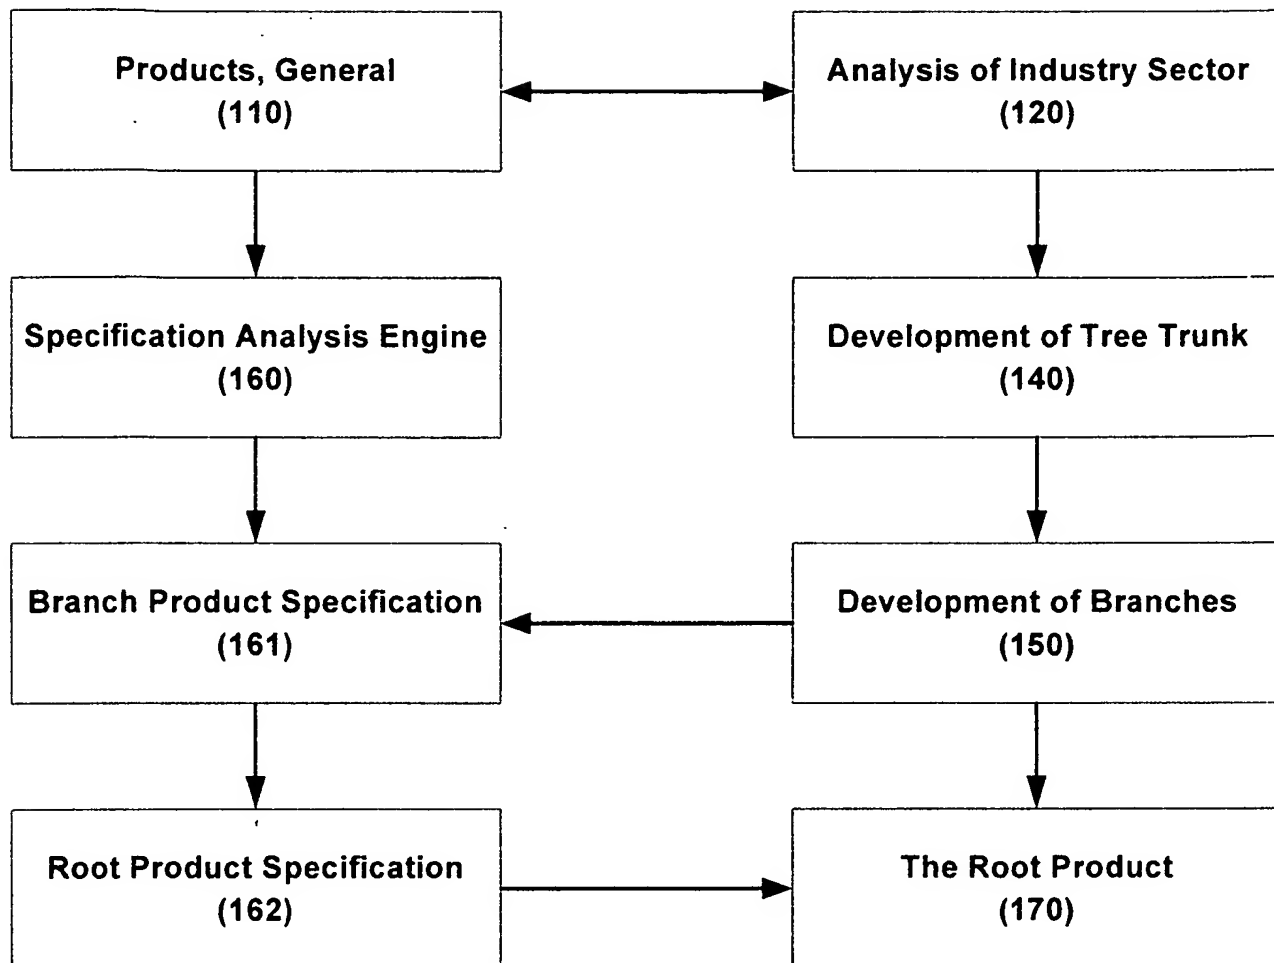 Products, General
(110)
Analysis of Industry Sector
(120)
Specification Analysis Engine
(160)
Development of Tree Trunk
(140)
Branch Product Specification
(161)
Development of Branches
(150)
Root Product Specification
(162)
The Root Product
(170)